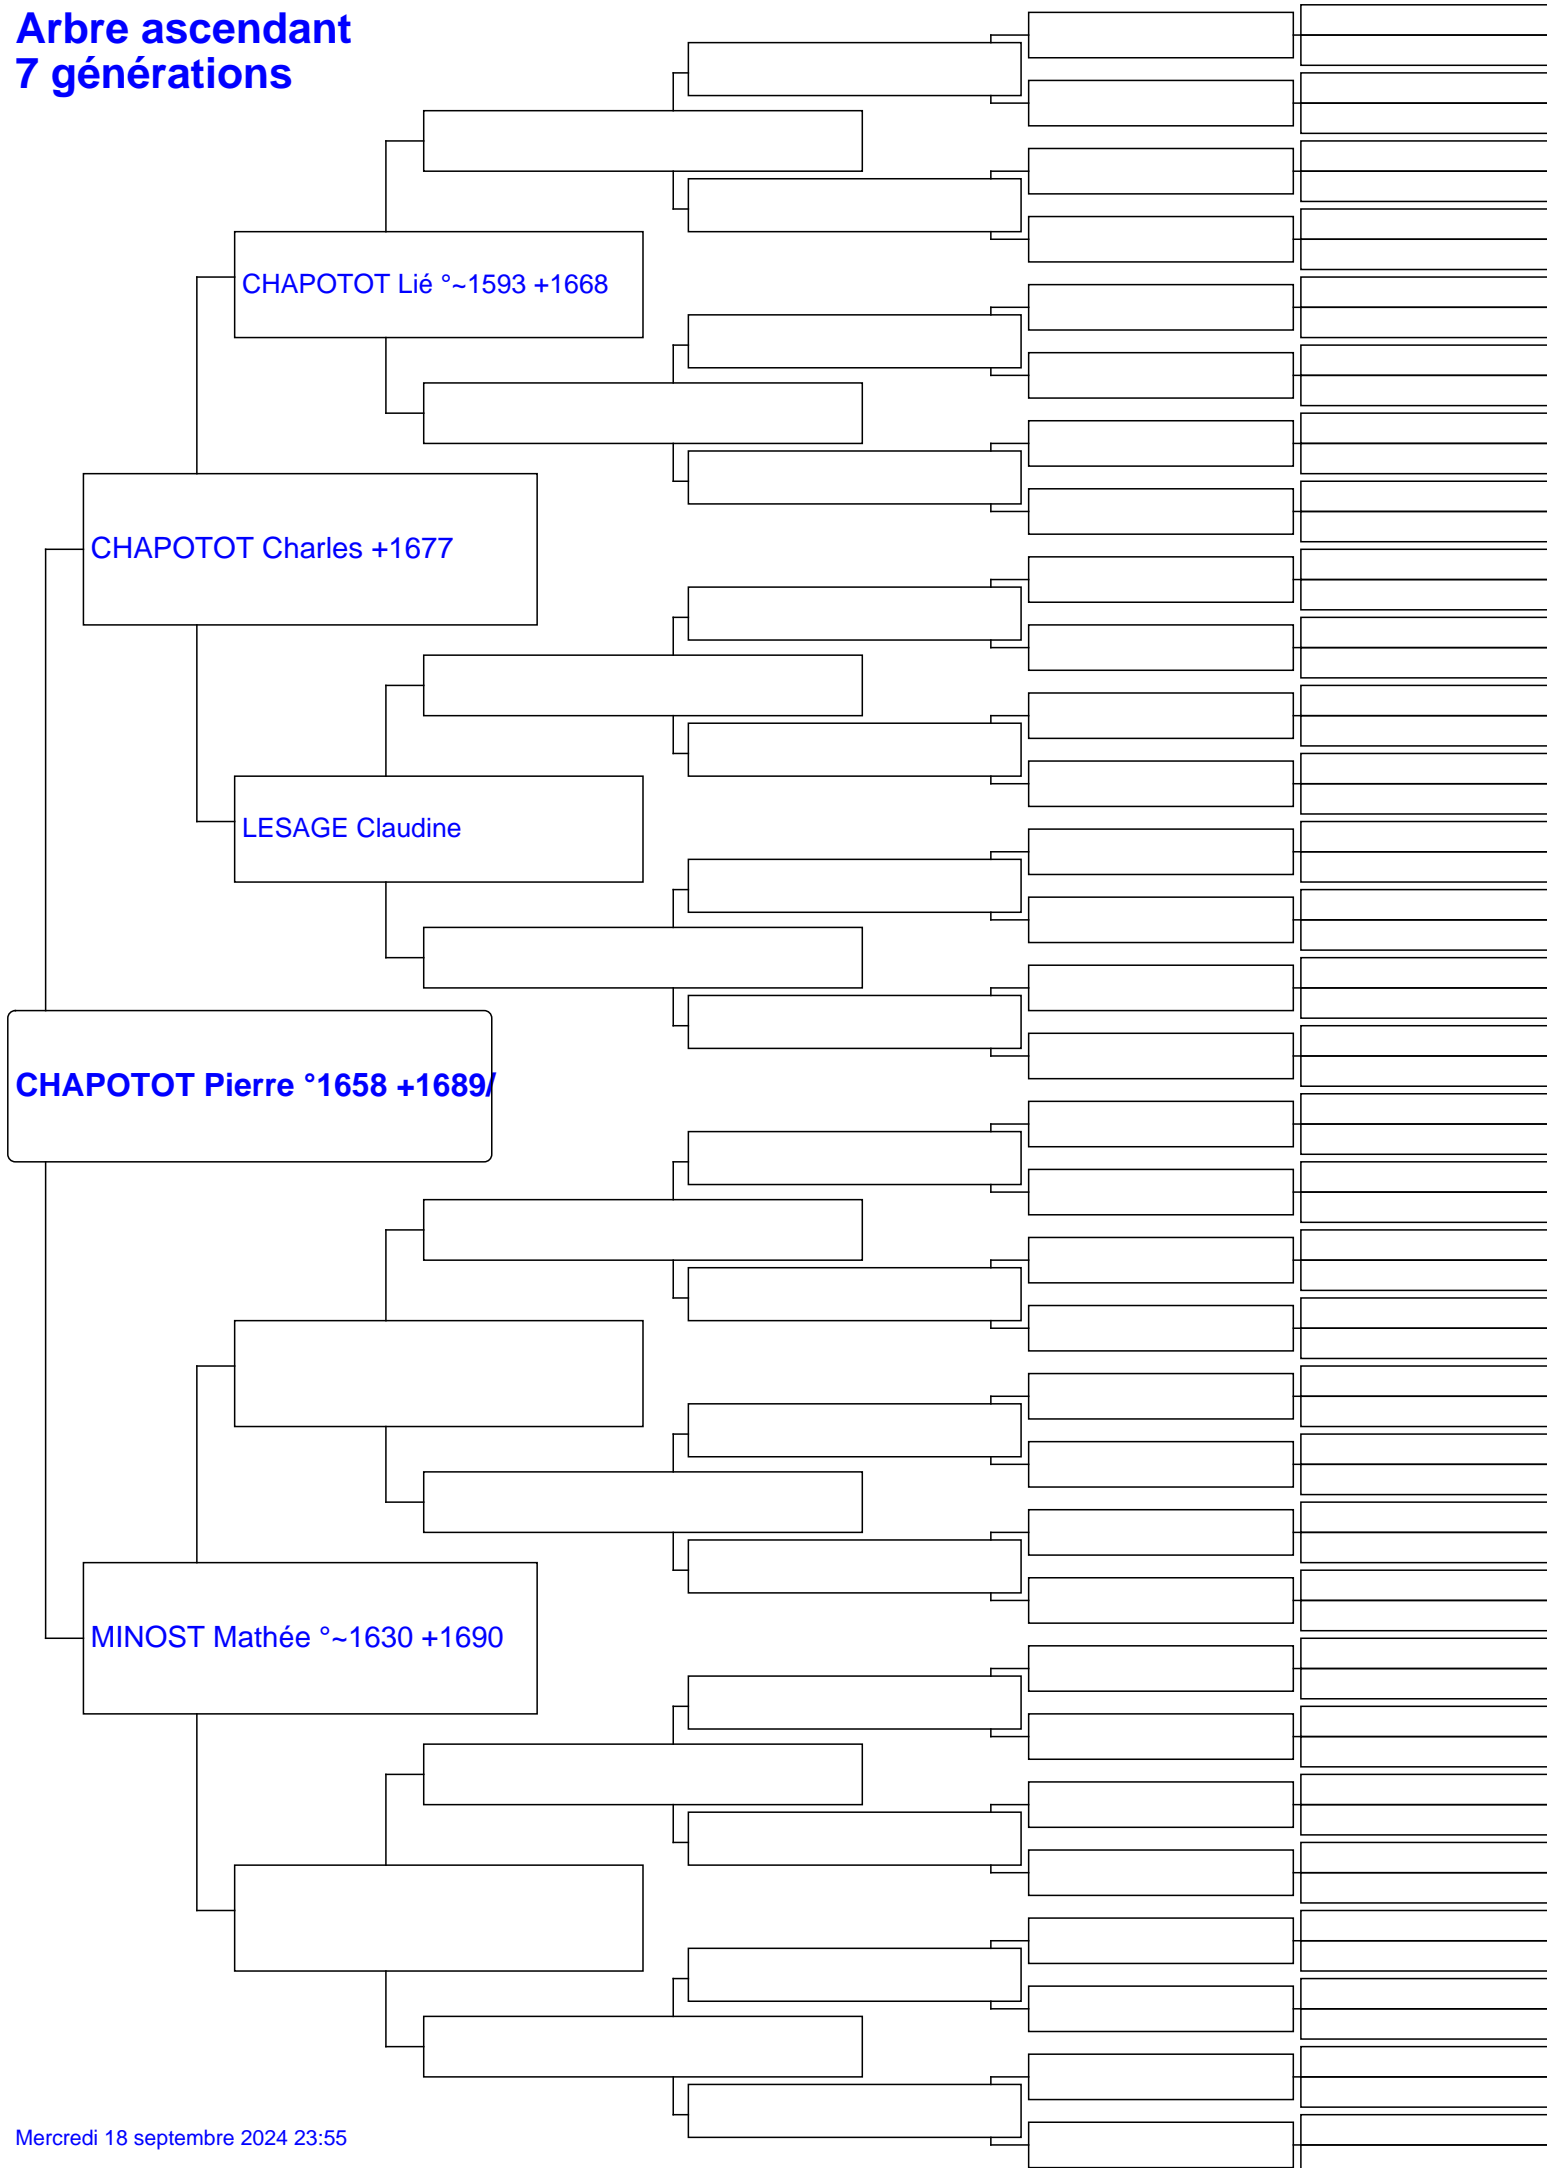 Arbre ascendant
7 générations
CHAPOTOT Lié °~1593 +1668
CHAPOTOT Charles +1677
LESAGE Claudine
CHAPOTOT Pierre °1658 +1689/
MINOST Mathée °~1630 +1690
Mercredi 18 septembre 2024 23:55